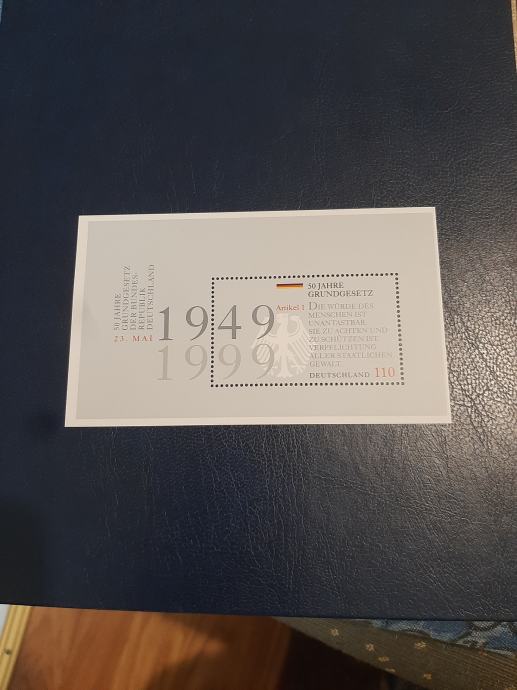 50 JAHRE
GRUNDGESETZ
DER BUNDES-
REPUBLIK
DEUTSCHLAND
23. MAI
1949
1999
50 JAHRE
GRUNDGESETZ
Artikel 1
DIE WÜRDE DES
MENSCHEN IST
UNANTASTBAR
SIE ZU ACHTEN UND
ZU SCHÜTZEN IST
VERPFLICHTUNG
ALLER STAATLICHEN
GEWALT
DEUTSCHLAND 110